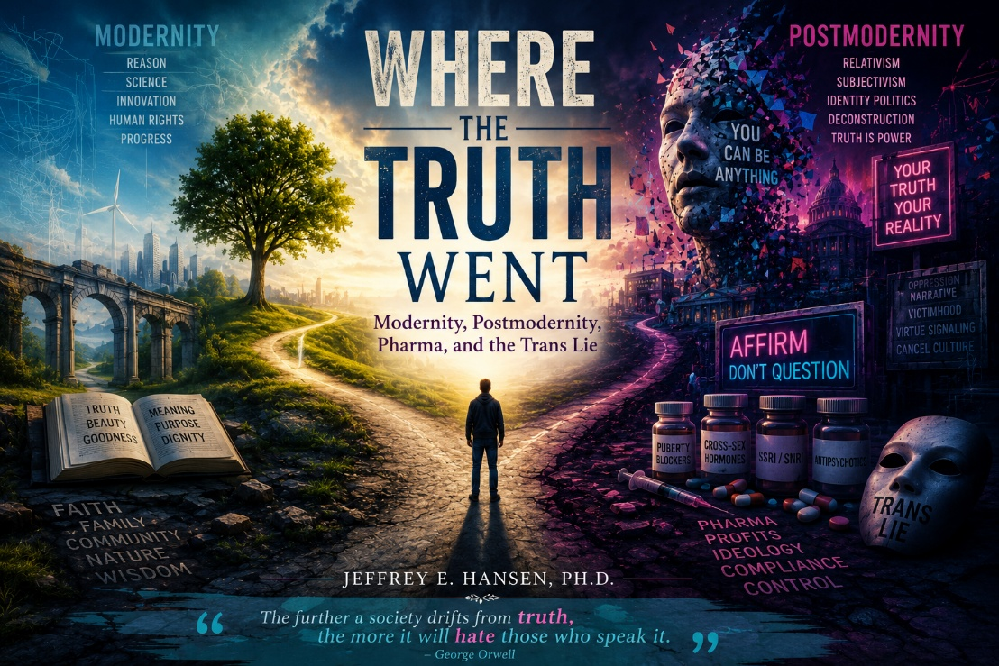 MODERNITY
REASON
SCIENCE
INNOVATION
HUMAN RIGHTS
PROGRESS
WHERE
THE
TRUTH
WENT
Modernity, Postmodernity,
Pharma, and the Trans Lie
POSTMODERNITY
RELATIVISM
SUBJECTIVISM
IDENTITY POLITICS
DECONSTRUCTION
TRUTH IS POWER
YOU
CAN BE
ANYTHING
YOUR
TRUTH
YOUR
REALITY
OPPRESSION
NARRATIVE
VICTIMHOOD
VIRTUE SIGNALING
CANCEL CULTURE
AFFIRM
DON'T QUESTION
TRUTH
BEAUTY
GOODNESS
MEANING
PURPOSE
DIGNITY
PUBERTY
BLOCKERS
CROSS-SEX
HORMONES
SSRI / SNRI
ANTIPSYCHOTICS
TRANS
LIE
FAITH
FAMILY
COMMUNITY
NATURE
WISDOM
PHARMA
PROFITS
IDEOLOGY
COMPLIANCE
CONTROL
JEFFREY E. HANSEN, PH.D.
“The further a society drifts from truth,
the more it will hate those who speak it.”
– George Orwell